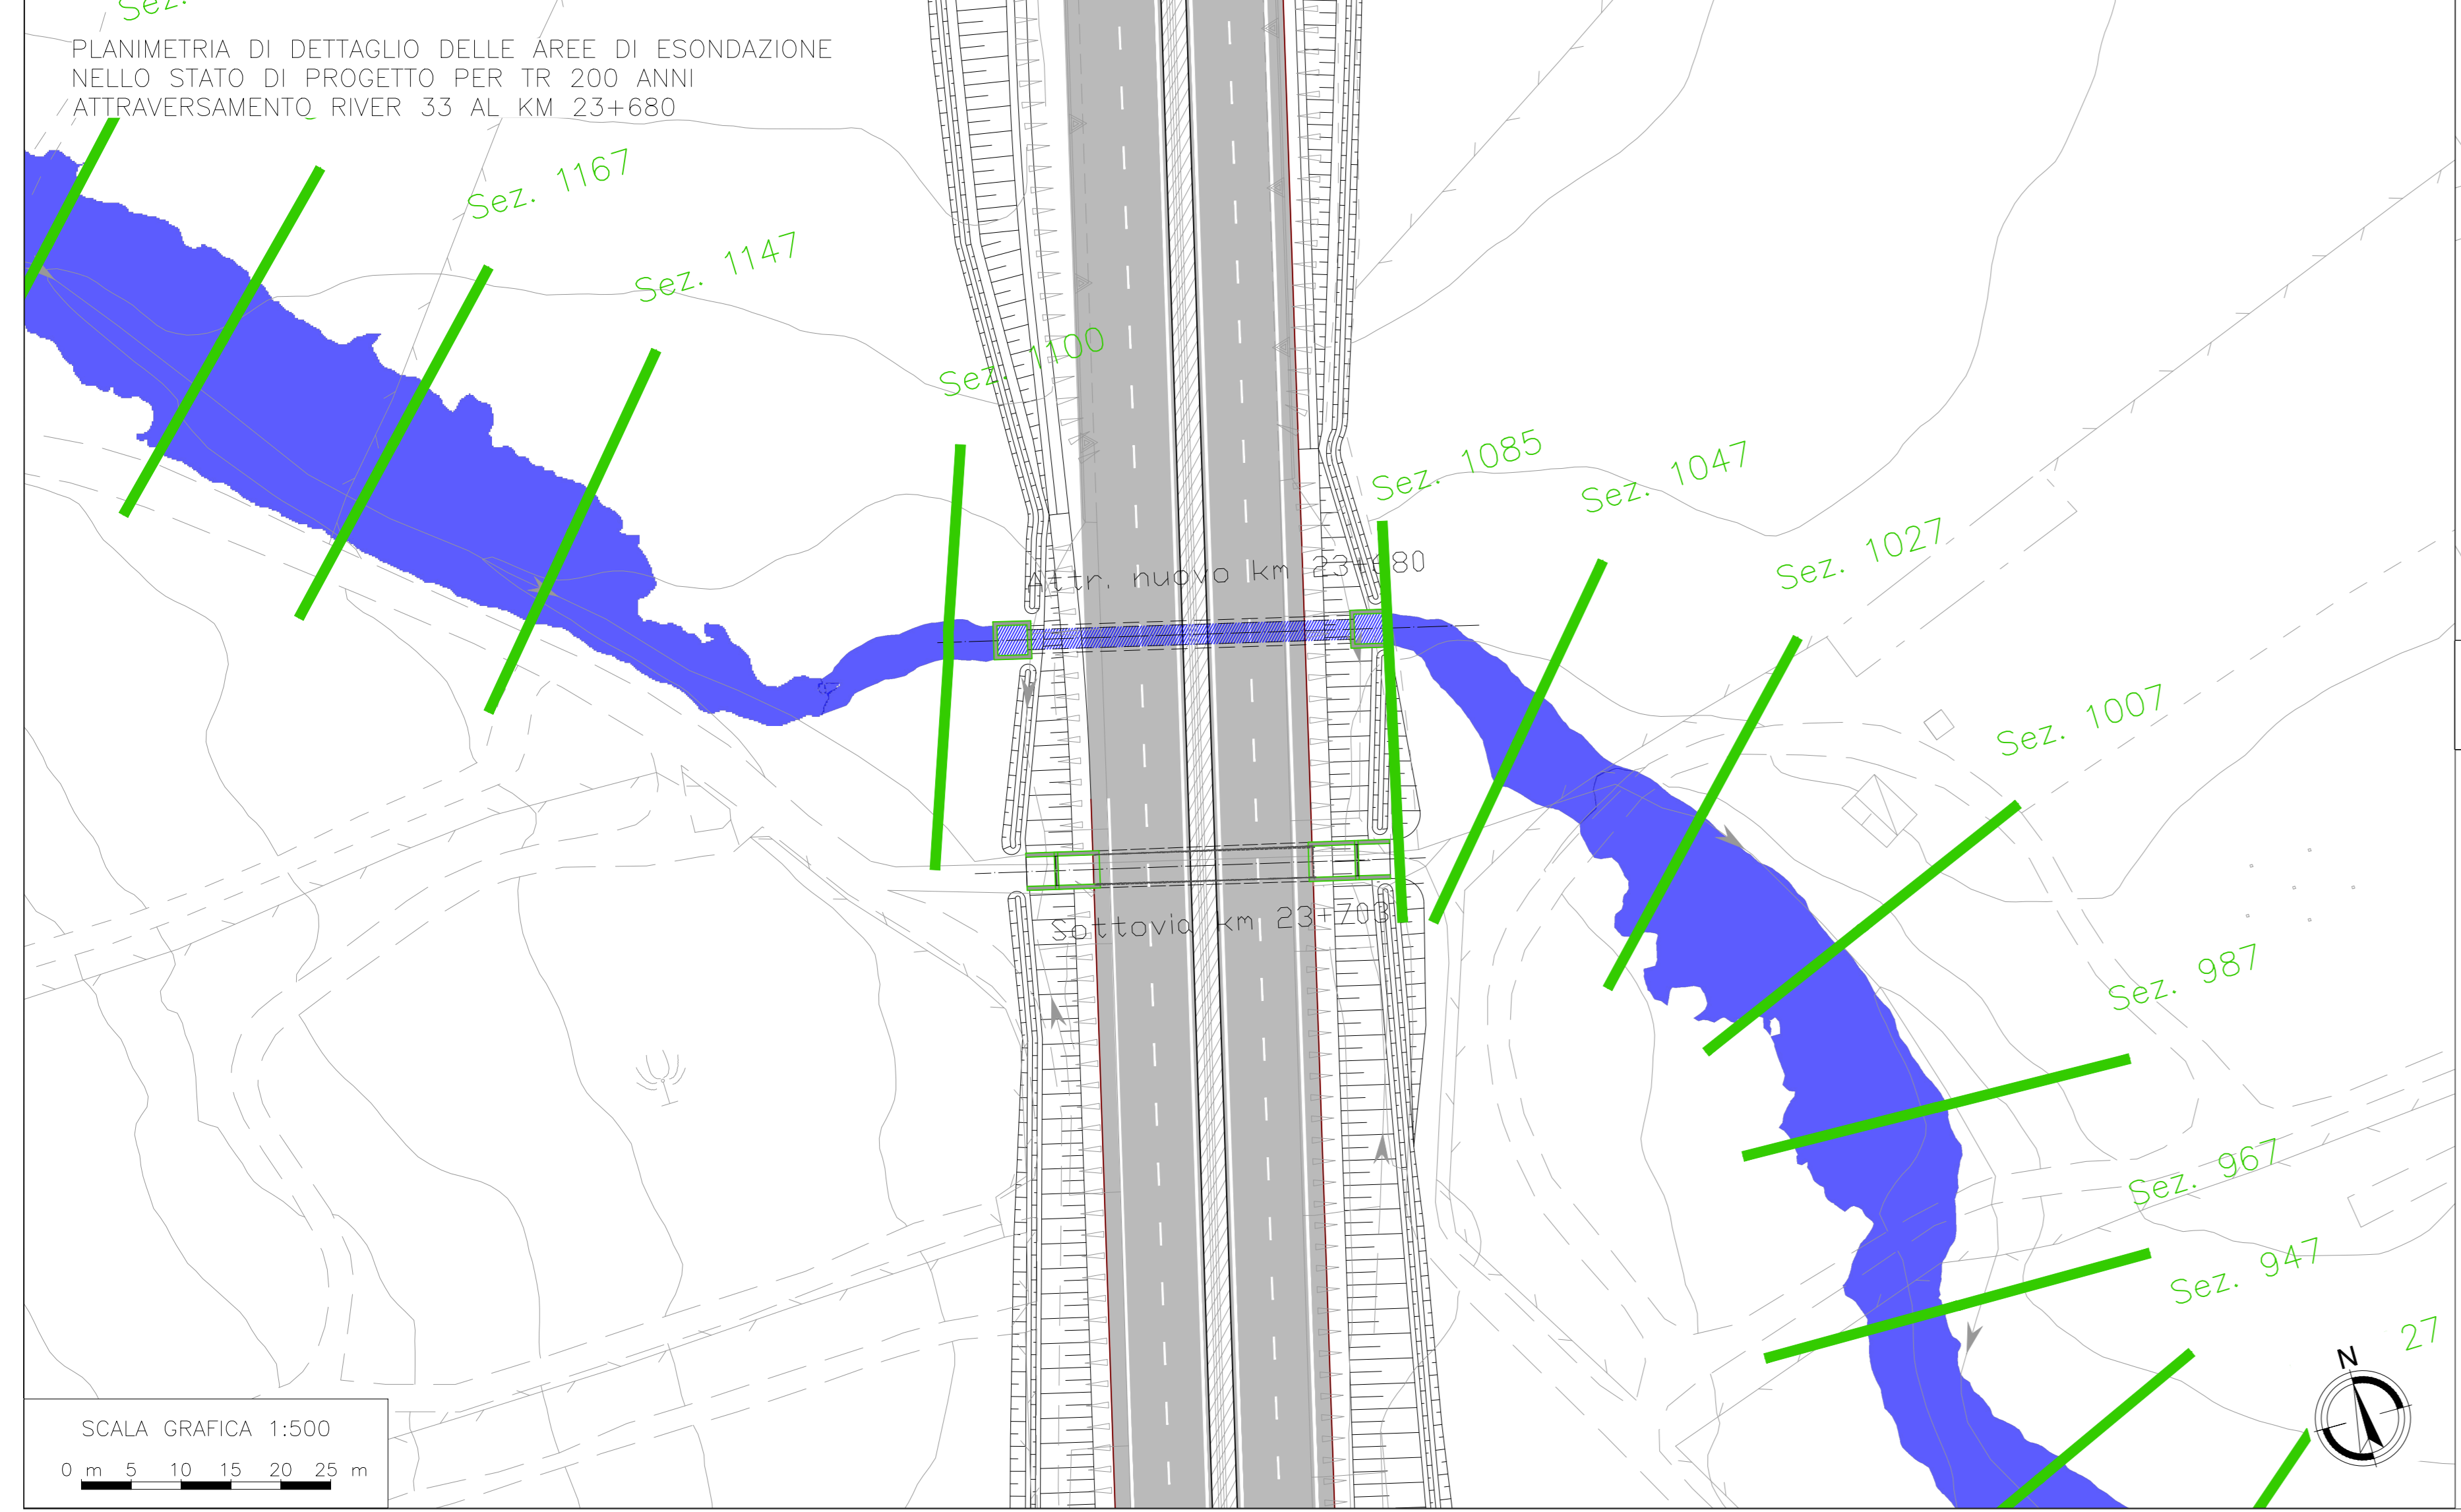 Sez.
PLANIMETRIA DI DETTAGLIO DELLE AREE DI ESONDAZIONE
NELLO STATO DI PROGETTO PER TR 200 ANNI
ATTRAVERSAMENTO RIVER 33 AL KM 23+680
Sez. 1167
Sez. 1147
Sez. 1100
Sez. 1085
Sez. 1047
Sez. 1027
Attr. nuovo km 23+680
Sez. 1007
Sottovia km 23+703
Sez. 987
Sez. 967
Sez. 947
27
N
SCALA GRAFICA 1:500
0 m 5 10 15 20 25 m